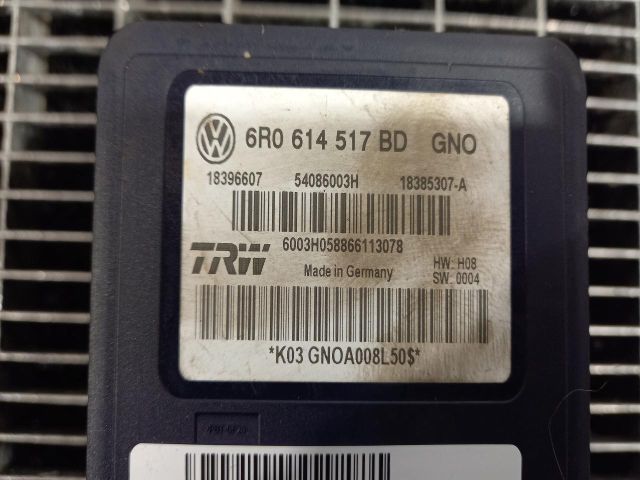 6R0 614 517 BD GNO
18396607 54086003H 18385307-A
6003H058866113078
TRW Made in Germany HW: H08
SW: 0004
*K03 GNOA008L50$*